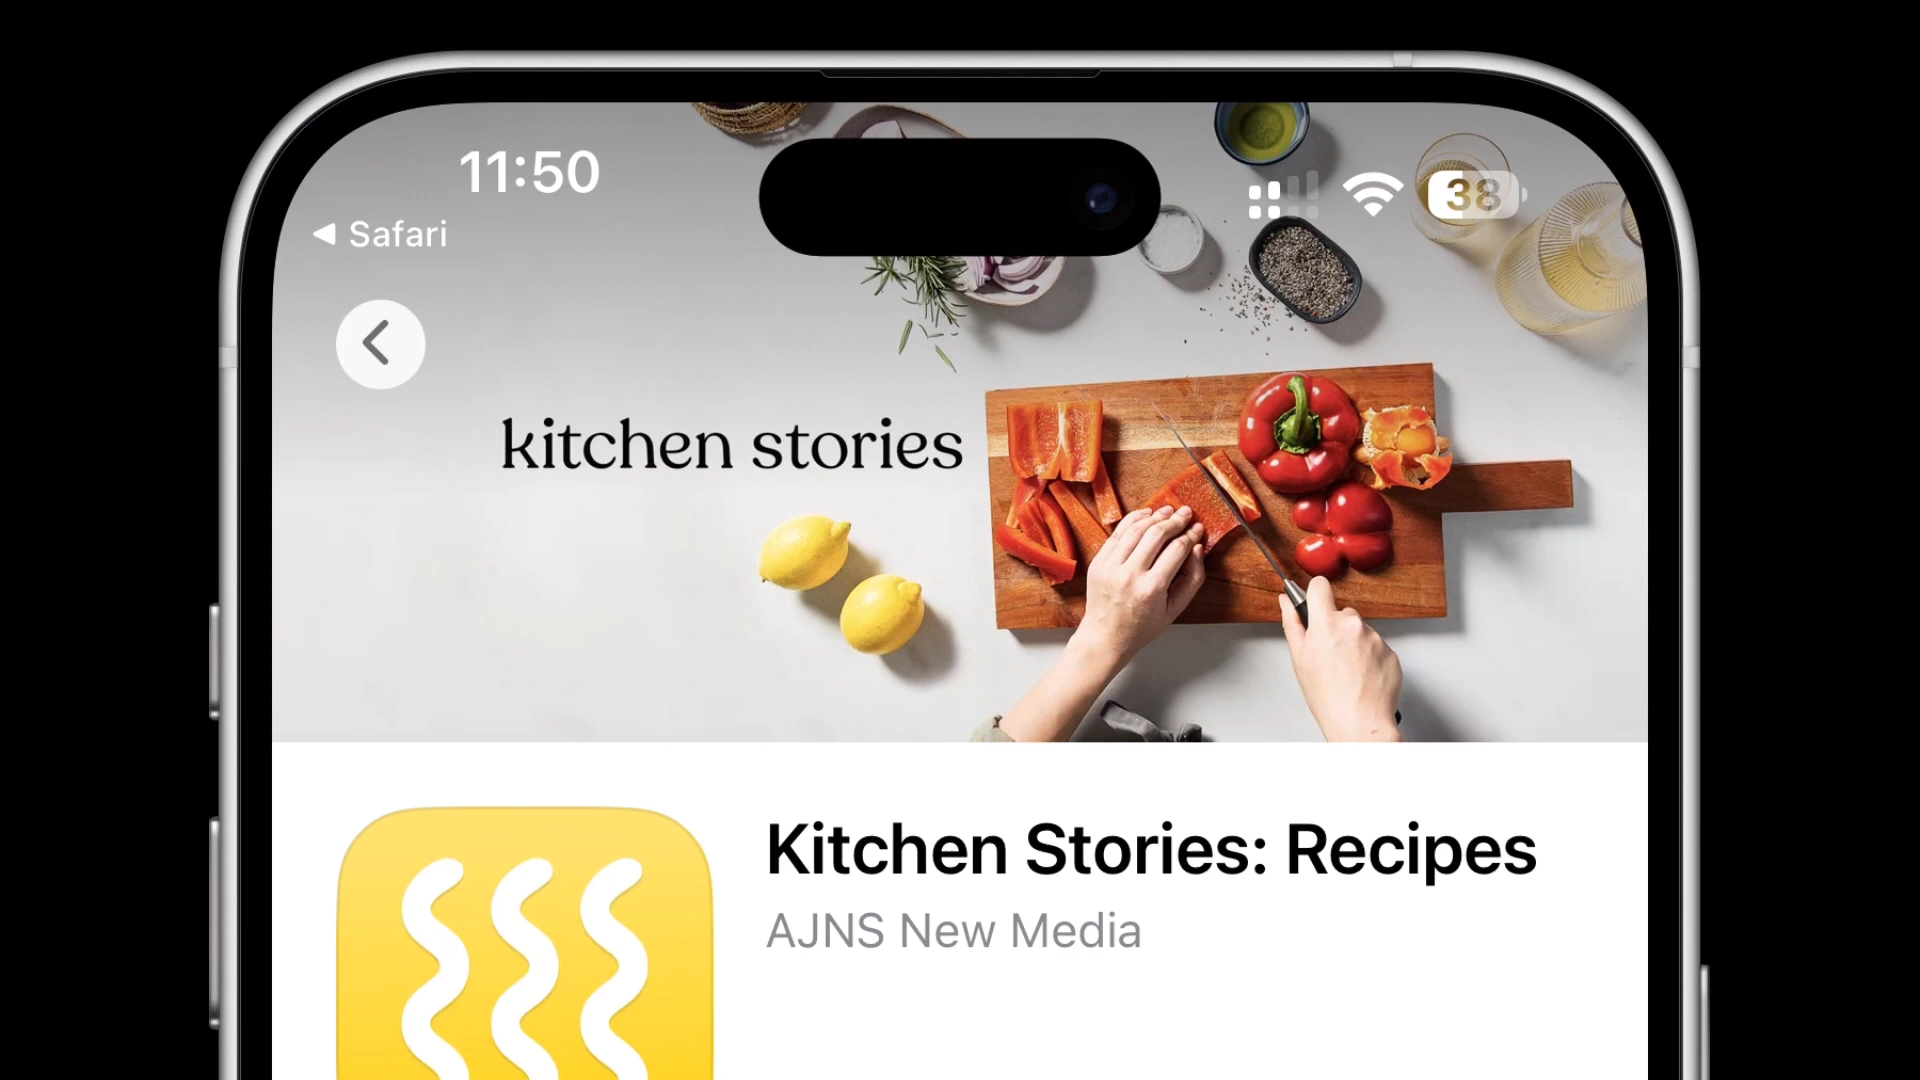 11:50
38
◀ Safari
kitchen stories
Kitchen Stories: Recipes
AJNS New Media